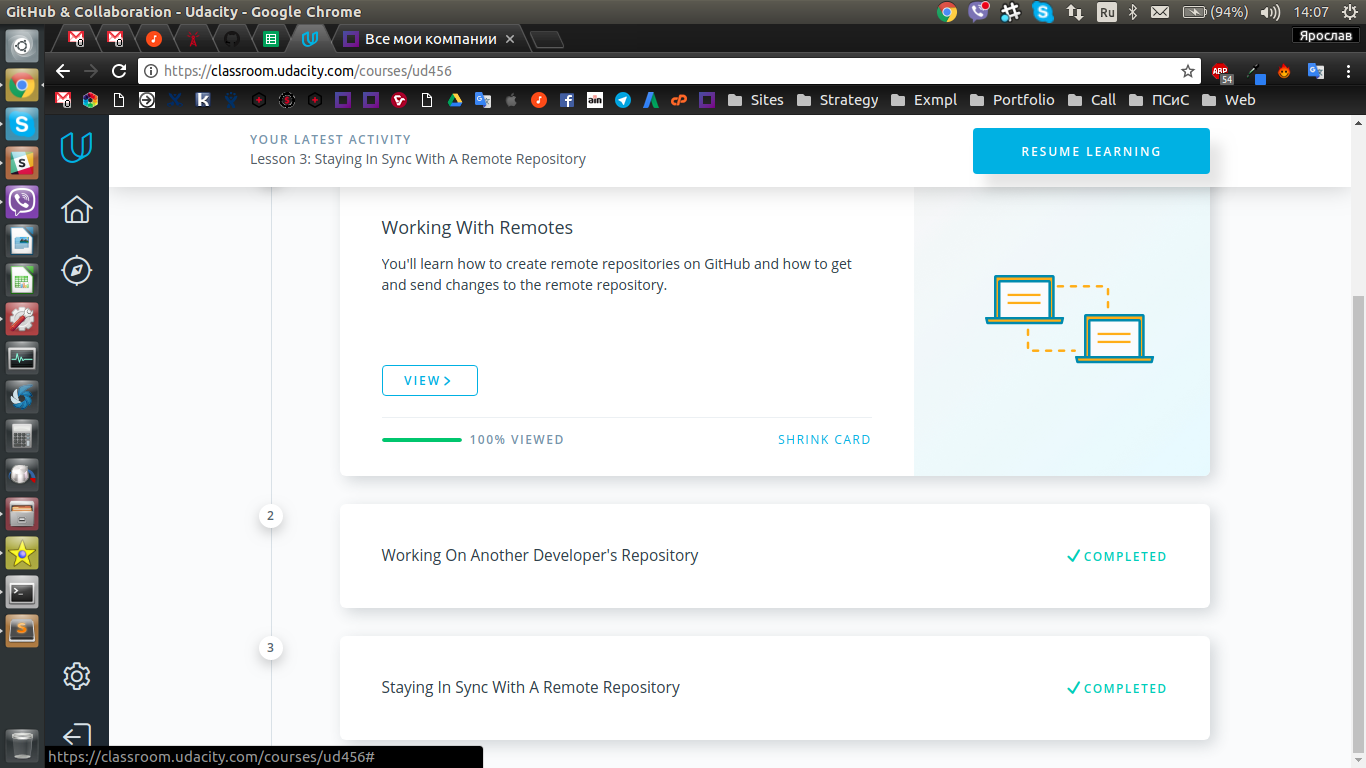 GitHub & Collaboration - Udacity - Google Chrome
Ru
(94%)
14:07
Все мои компании
Ярослав
https://classroom.udacity.com/courses/ud456
ABP
54
ain
cP
Sites
Strategy
Exmpl
Portfolio
Call
ПСиС
Web
YOUR LATEST ACTIVITY
Lesson 3: Staying In Sync With A Remote Repository
RESUME LEARNING
Working With Remotes
You'll learn how to create remote repositories on GitHub and how to get
and send changes to the remote repository.
VIEW
100% VIEWED
SHRINK CARD
2
Working On Another Developer's Repository
COMPLETED
3
Staying In Sync With A Remote Repository
COMPLETED
https://classroom.udacity.com/courses/ud456#